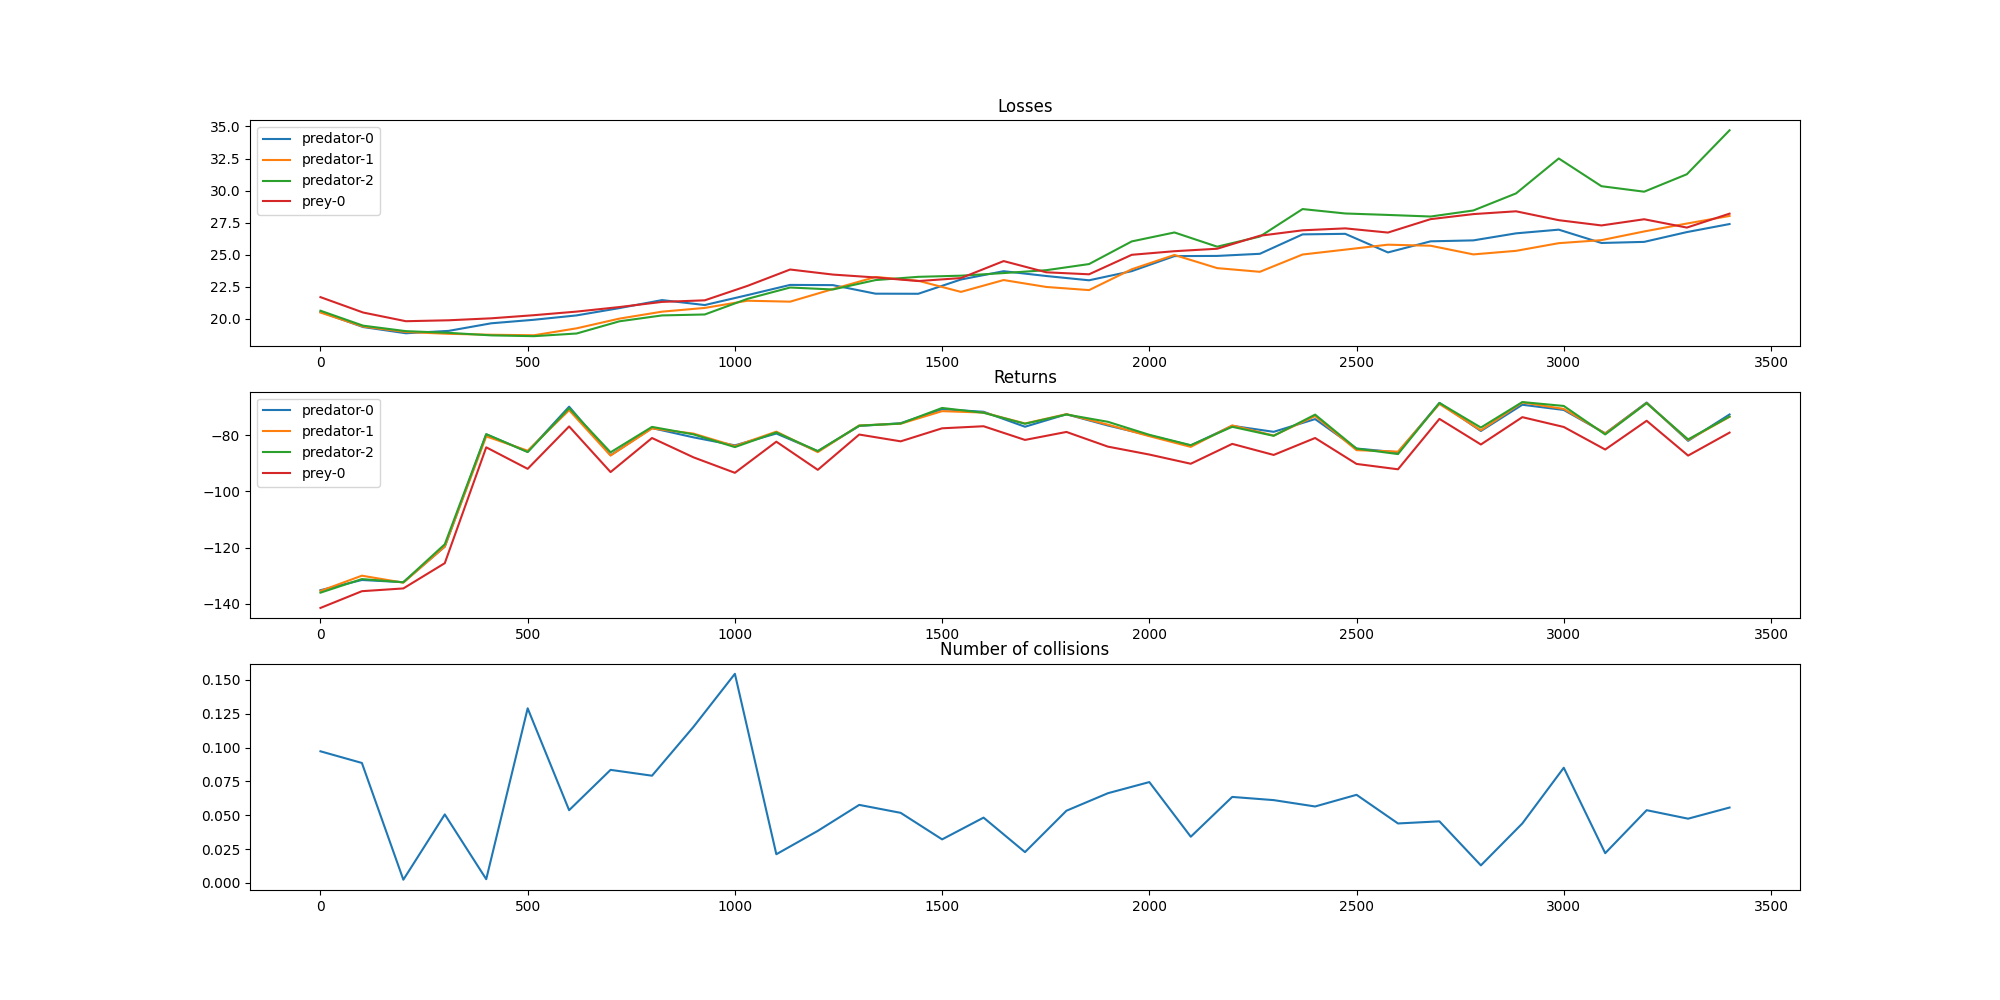 Losses
35.0
32.5
30.0
27.5
25.0
22.5
20.0
predator-0
predator-1
predator-2
prey-0
0 500 1000 1500 2000 2500 3000 3500
Returns
−80
−100
−120
−140
predator-0
predator-1
predator-2
prey-0
0 500 1000 1500 2000 2500 3000 3500
Number of collisions
0.150
0.125
0.100
0.075
0.050
0.025
0.000
0 500 1000 1500 2000 2500 3000 3500